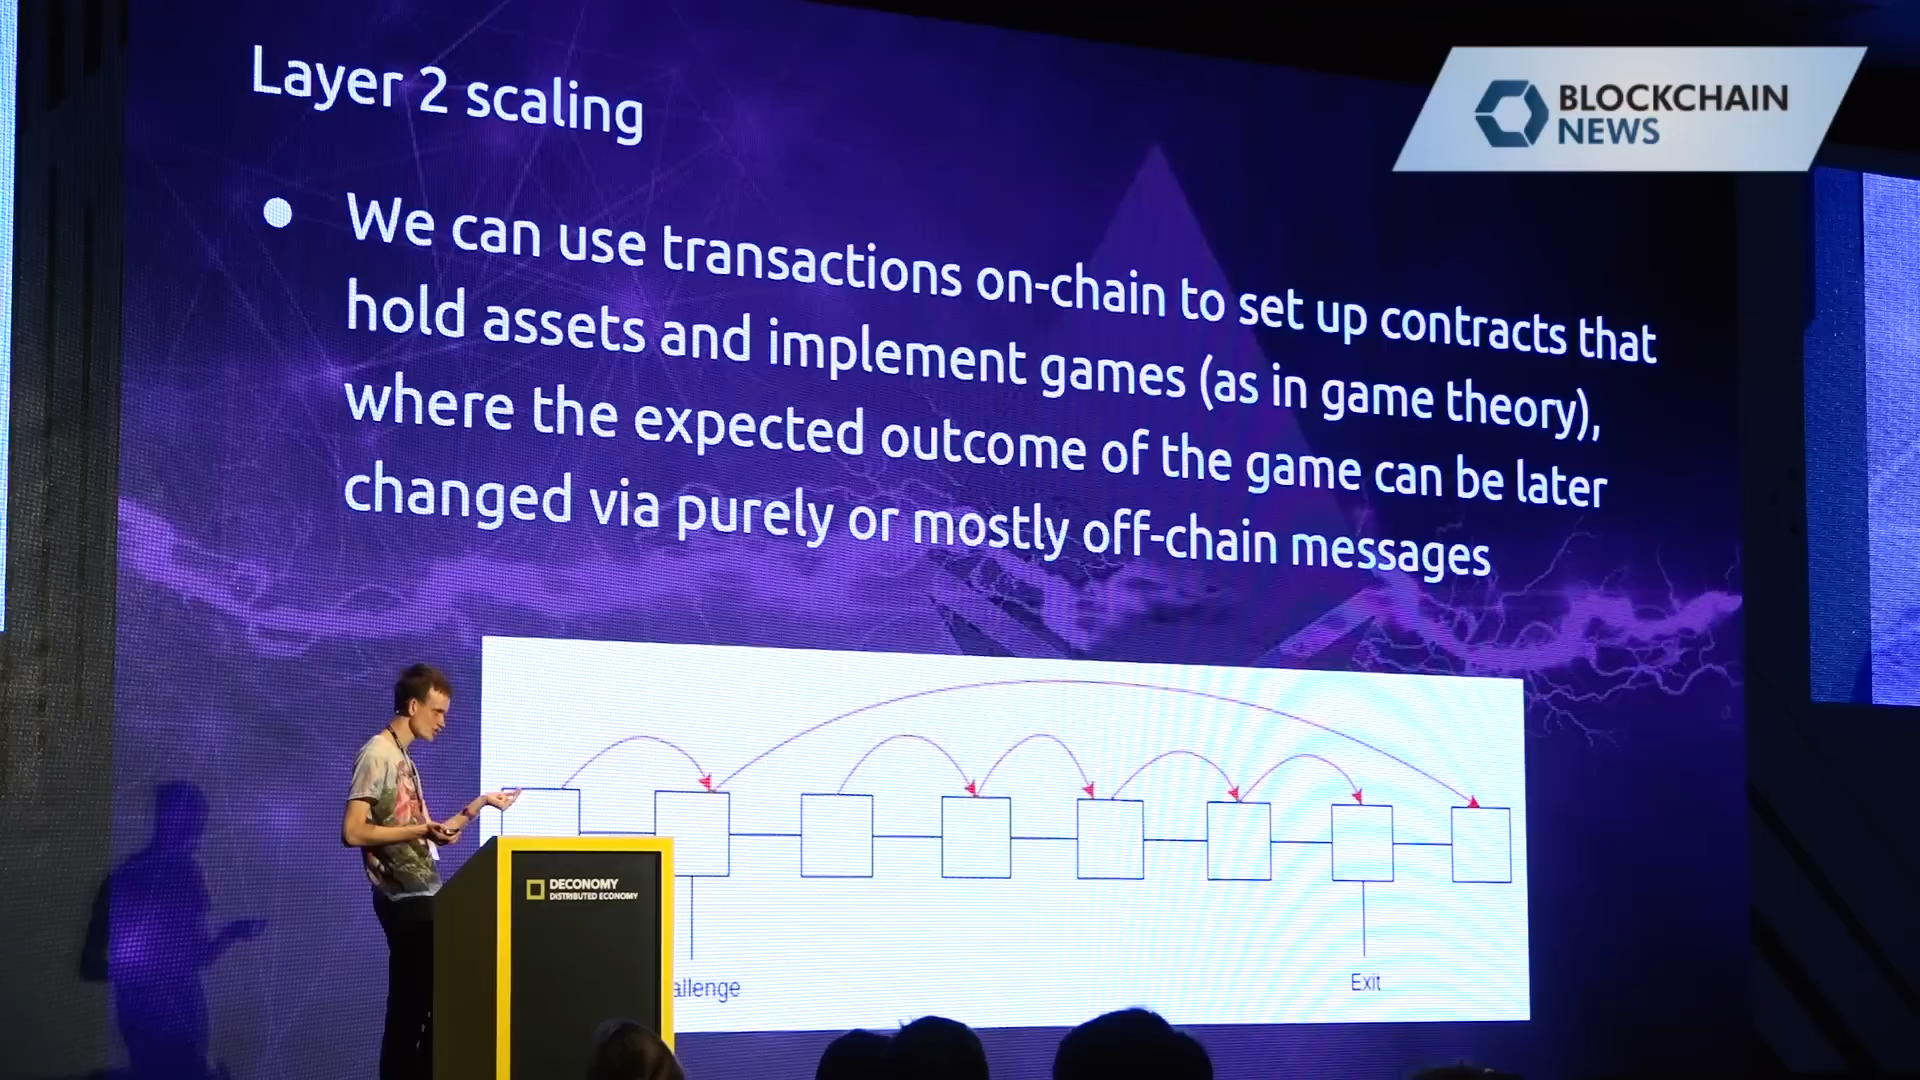 Layer 2 scaling
BLOCKCHAIN
NEWS
● We can use transactions on-chain to set up contracts that
hold assets and implement games (as in game theory),
where the expected outcome of the game can be later
changed via purely or mostly off-chain messages
DECONOMY
DISTRIBUTED ECONOMY
allenge
Exit